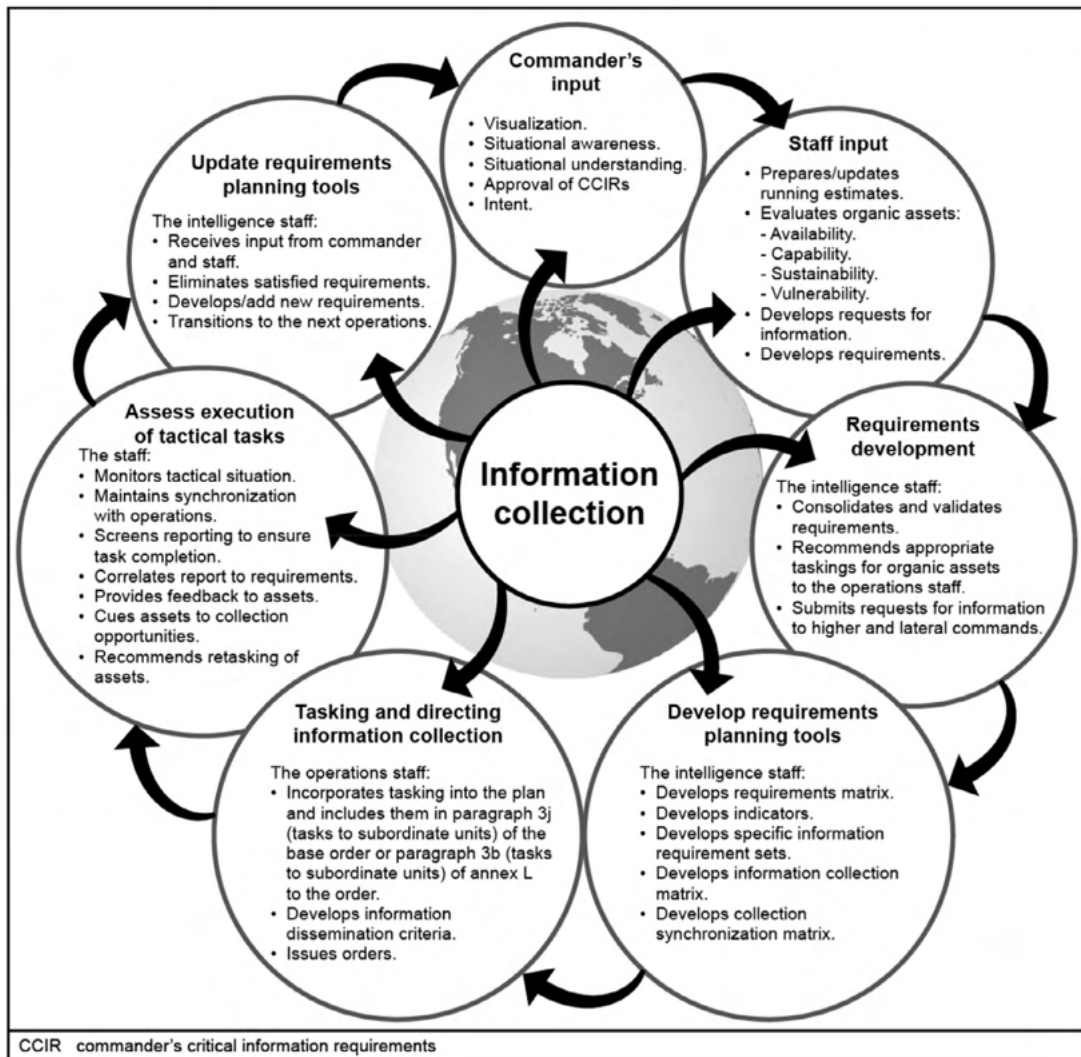 Commander's
input
• Visualization.
• Situational awareness.
• Situational understanding.
• Approval of CCIRs
• Intent.
Staff input
• Prepares/updates
running estimates.
• Evaluates organic assets:
- Availability.
- Capability.
- Sustainability.
- Vulnerability.
• Develops requests for
information.
• Develops requirements.
Requirements
development
The intelligence staff:
• Consolidates and validates
requirements.
• Recommends appropriate
taskings for organic assets
to the operations staff.
• Submits requests for information
to higher and lateral commands.
Develop requirements
planning tools
The intelligence staff:
• Develops requirements matrix.
• Develops indicators.
• Develops specific information
requirement sets.
• Develops information collection
matrix.
• Develops collection
synchronization matrix.
Tasking and directing
information collection
The operations staff:
• Incorporates tasking into the plan
and includes them in paragraph 3j
(tasks to subordinate units) of the
base order or paragraph 3b (tasks
to subordinate units) of annex L
to the order.
• Develops information
dissemination criteria.
• Issues orders.
Assess execution
of tactical tasks
The staff:
• Monitors tactical situation.
• Maintains synchronization
with operations.
• Screens reporting to ensure
task completion.
• Correlates report to requirements.
• Provides feedback to assets.
• Cues assets to collection
opportunities.
• Recommends retasking of
assets.
Update requirements
planning tools
The intelligence staff:
• Receives input from commander
and staff.
• Eliminates satisfied requirements.
• Develops/add new requirements.
• Transitions to the next operations.
Information
collection
CCIR commander's critical information requirements